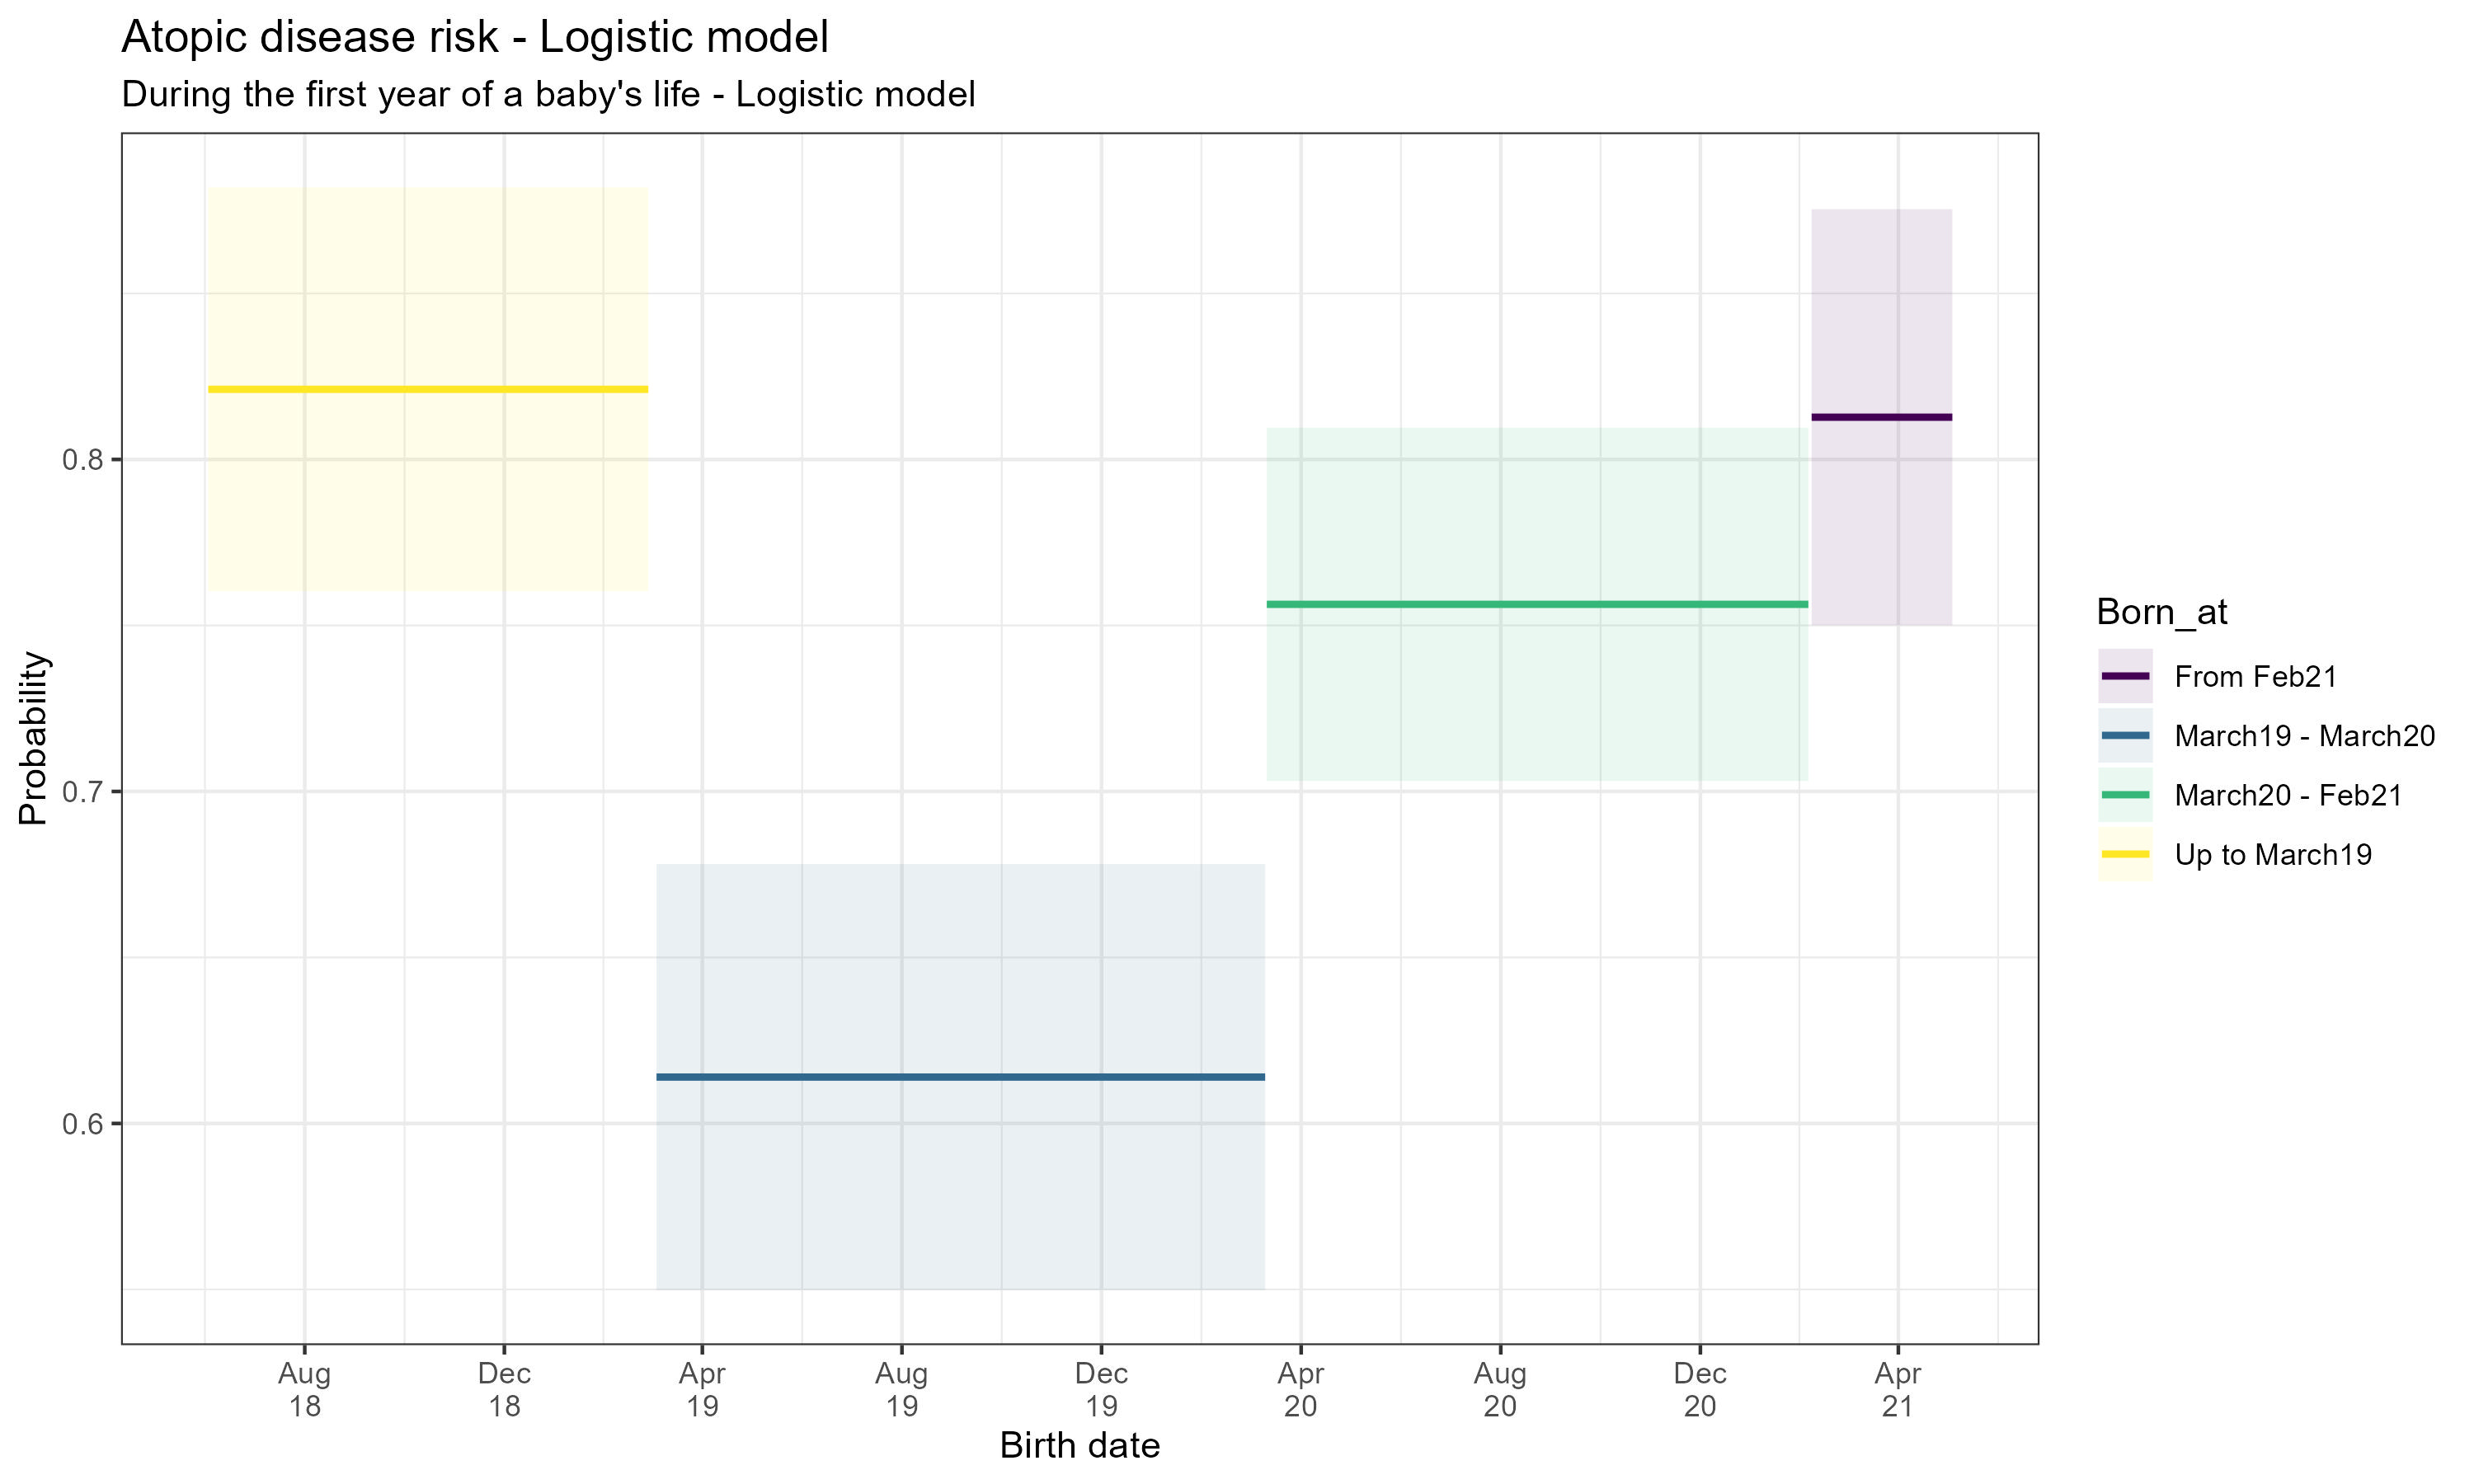 Atopic disease risk - Logistic model
During the first year of a baby's life - Logistic model
Probability
0.8
0.7
0.6
Aug
18
Dec
18
Apr
19
Aug
19
Dec
19
Apr
20
Aug
20
Dec
20
Apr
21
Birth date
Born_at
From Feb21
March19 - March20
March20 - Feb21
Up to March19